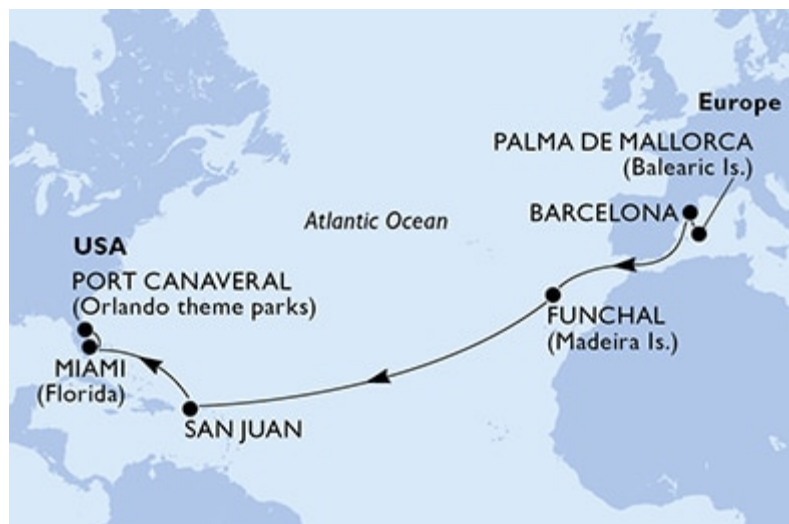 Europe
PALMA DE MALLORCA
(Balearic Is.)
BARCELONA
Atlantic Ocean
USA
PORT CANAVERAL
(Orlando theme parks)
FUNCHAL
(Madeira Is.)
MIAMI
(Florida)
SAN JUAN